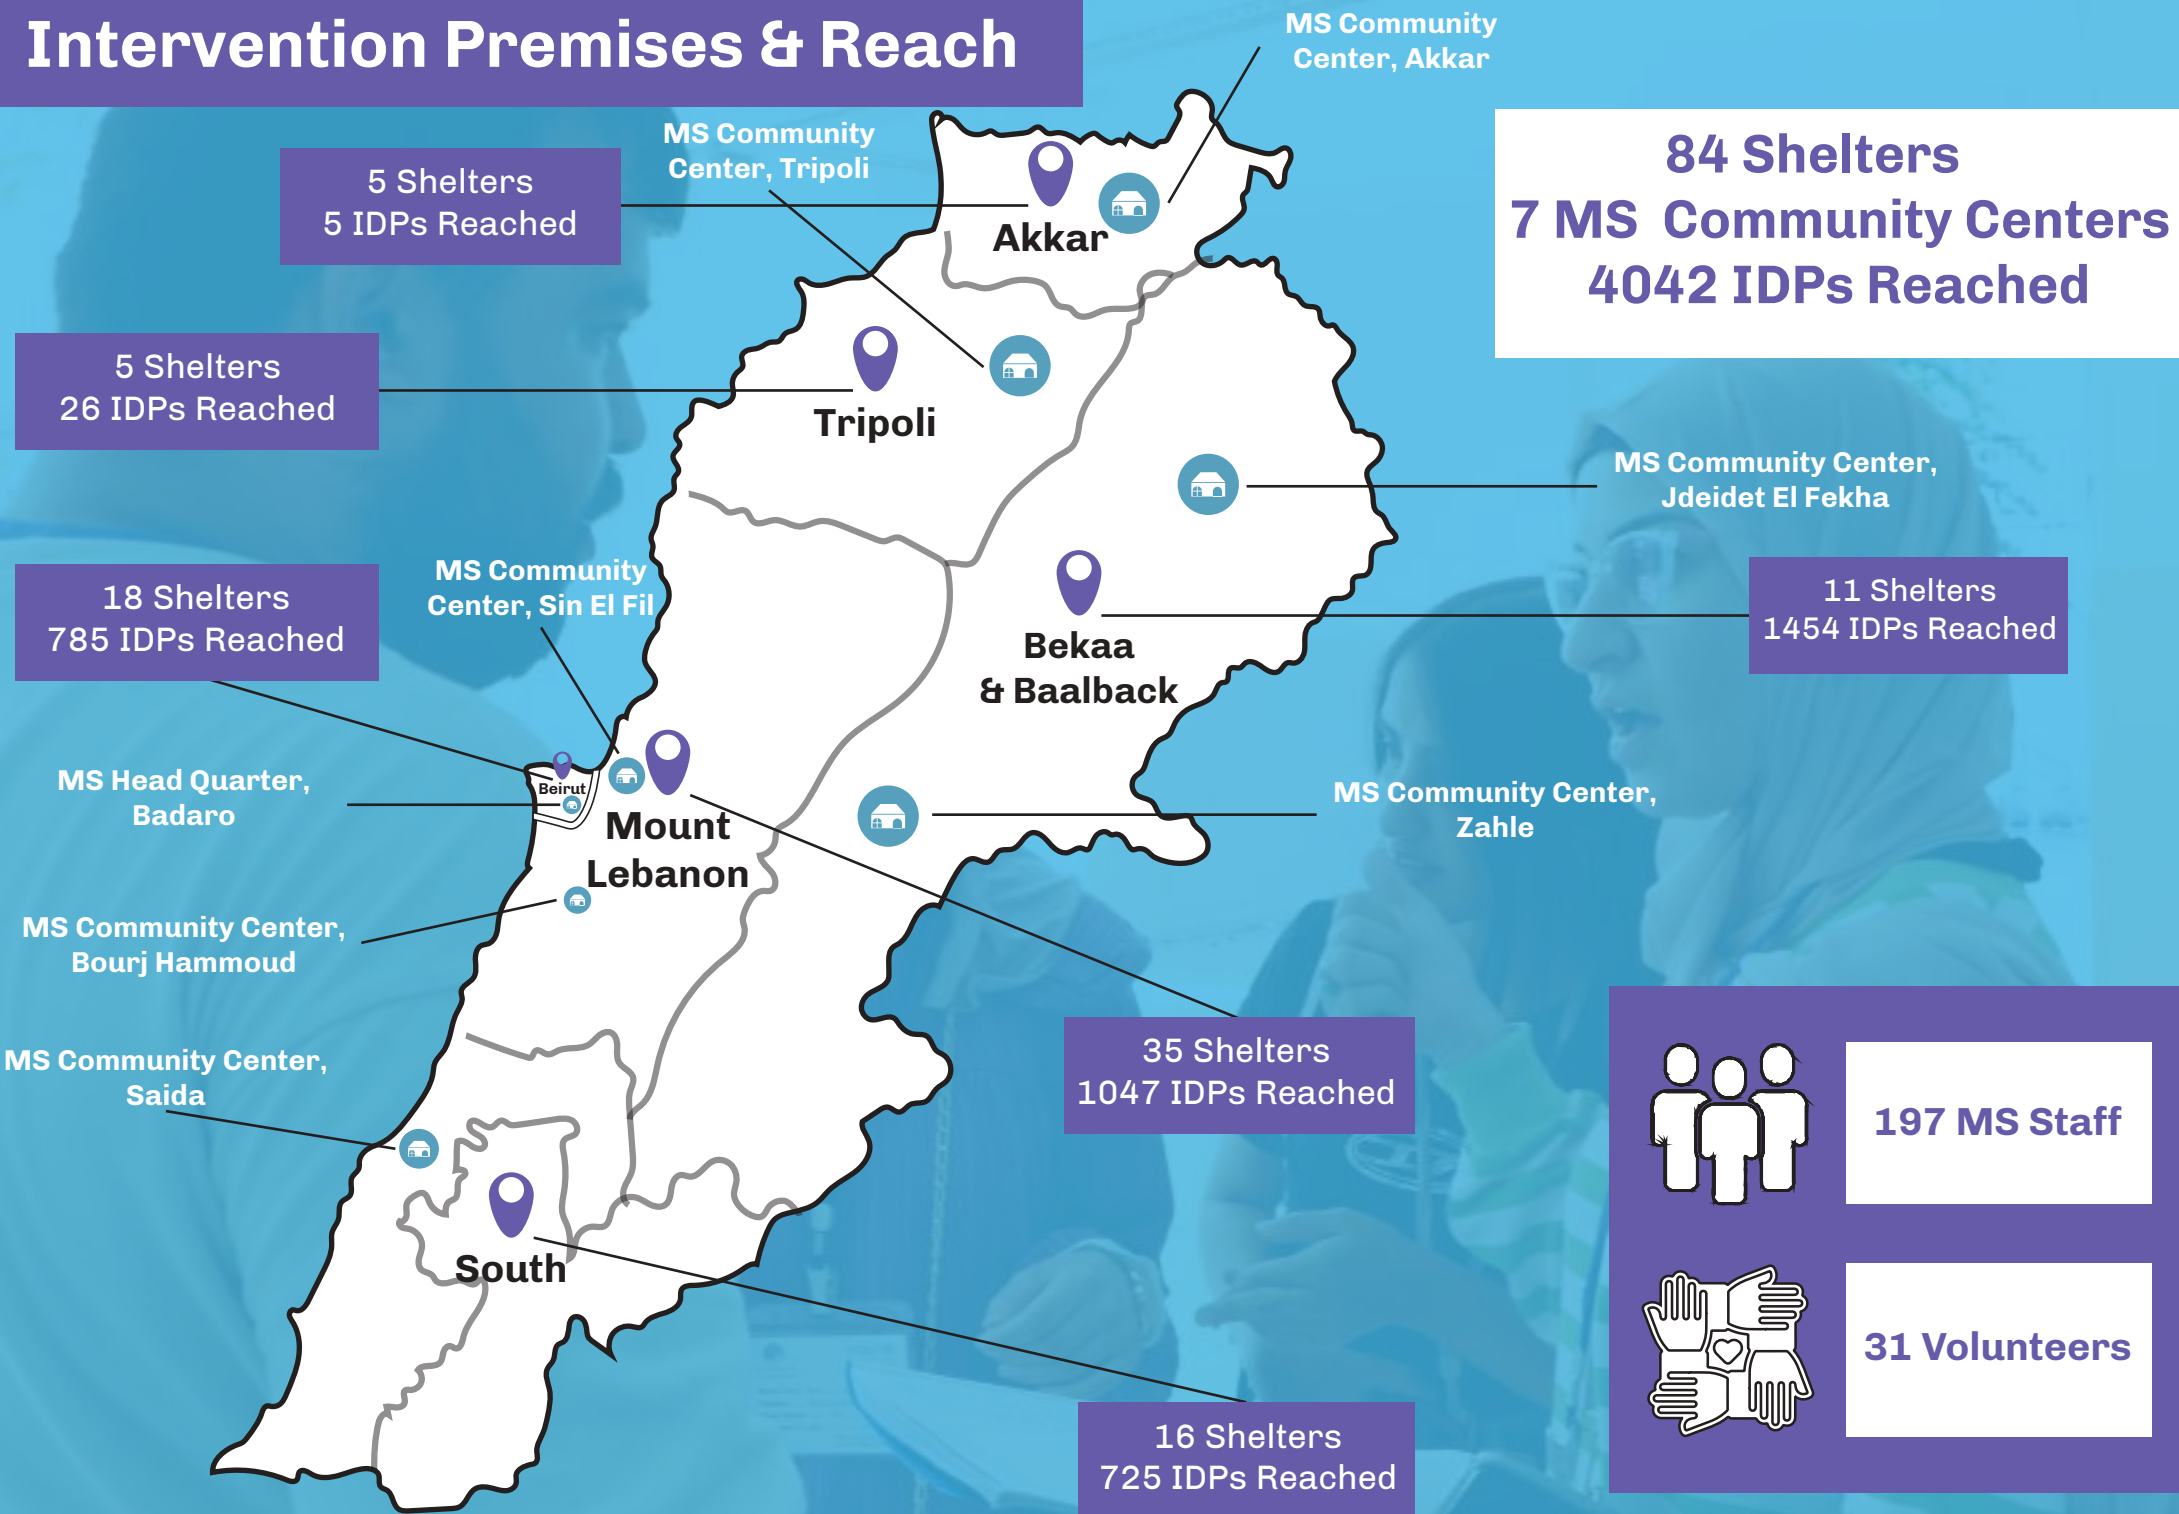 Intervention Premises & Reach
MS Community
Center, Akkar
84 Shelters
7 MS Community Centers
4042 IDPs Reached
MS Community
Center, Tripoli
5 Shelters
5 IDPs Reached
Akkar
5 Shelters
26 IDPs Reached
Tripoli
MS Community Center,
Jdeidet El Fekha
18 Shelters
785 IDPs Reached
MS Community
Center, Sin El Fil
11 Shelters
1454 IDPs Reached
Bekaa
& Baalback
MS Head Quarter,
Badaro
Beirut
Mount
Lebanon
MS Community Center,
Zahle
MS Community Center,
Bourj Hammoud
35 Shelters
1047 IDPs Reached
MS Community Center,
Saida
197 MS Staff
South
31 Volunteers
16 Shelters
725 IDPs Reached